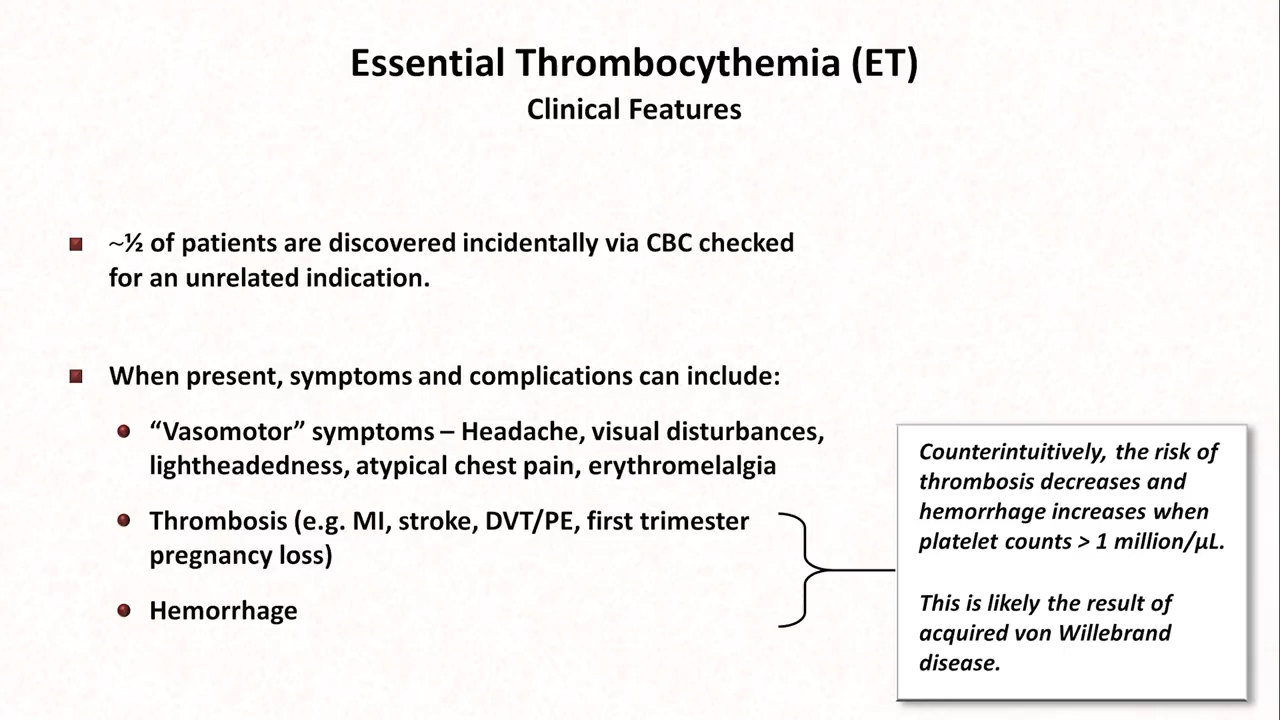 Essential Thrombocythemia (ET)
Clinical Features
~½ of patients are discovered incidentally via CBC checked
for an unrelated indication.
When present, symptoms and complications can include:
“Vasomotor” symptoms – Headache, visual disturbances,
lightheadedness, atypical chest pain, erythromelalgia
Thrombosis (e.g. MI, stroke, DVT/PE, first trimester
pregnancy loss)
Hemorrhage
Counterintuitively, the risk of
thrombosis decreases and
hemorrhage increases when
platelet counts > 1 million/µL.
This is likely the result of
acquired von Willebrand
disease.